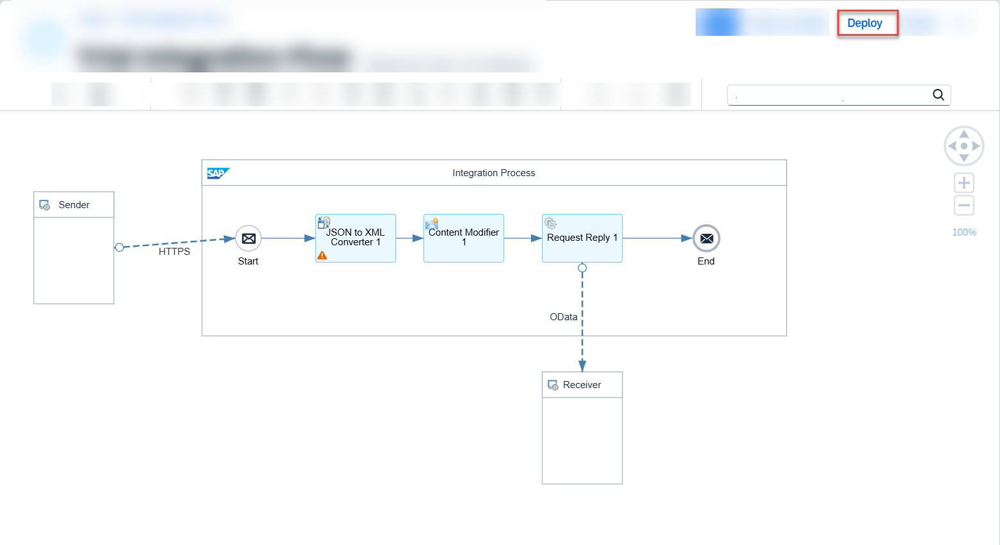 Deploy
SAP
Integration Process
Sender
HTTPS
Start
JSON to XML
Converter 1
Content Modifier
1
Request Reply 1
End
OData
Receiver
100%